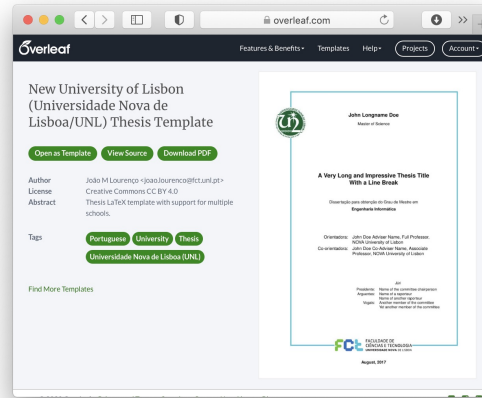 overleaf.com
Overleaf
Features & Benefits
Templates
Help
Projects
Account
New University of Lisbon
(Universidade Nova de
Lisboa/UNL) Thesis Template
Open as Template
View Source
Download PDF
Author João M Lourenço <joao.lourenco@fct.unl.pt>
License Creative Commons CC BY 4.0
Abstract Thesis LaTeX template with support for multiple
schools.
Tags Portuguese University Thesis
Universidade Nova de Lisboa (UNL)
Find More Templates
John Longname Doe
Master of Science
A Very Long and Impressive Thesis Title
With a Line Break
Dissertação para obtenção do Grau de Mestre em
Engenharia Informática
Orientadora: John Doe Adviser Name, Full Professor,
NOVA University of Lisbon
Co-orientadora: John Doe Co-Adviser Name, Associate
Professor, NOVA University of Lisbon
Júri
Presidente: Name of the committee chairperson
Arguentes: Name of a raporteur
Name of another raporteur
Vogais: Another member of the committee
Yet another member of the committee
FACULDADE DE
CIÊNCIAS E TECNOLOGIA
UNIVERSIDADE NOVA DE LISBOA
August, 2017